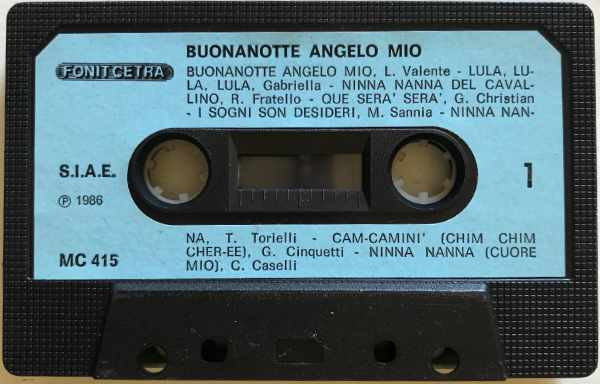 BUONANOTTE ANGELO MIO
FONIT CETRA
BUONANOTTE ANGELO MIO, L. Valente - LULA, LU-
LA, LULA, Gabriella - NINNA NANNA DEL CAVAL-
LINO, R. Fratello - QUE SERA' SERA', G. Christian
- I SOGNI SON DESIDERI, M. Sannia - NINNA NAN-
S.I.A.E.
℗ 1986
1
MC 415
NA, T. Torielli - CAM-CAMINI' (CHIM CHIM
CHER-EE), G. Cinquetti - NINNA NANNA (CUORE
MIO), C. Caselli